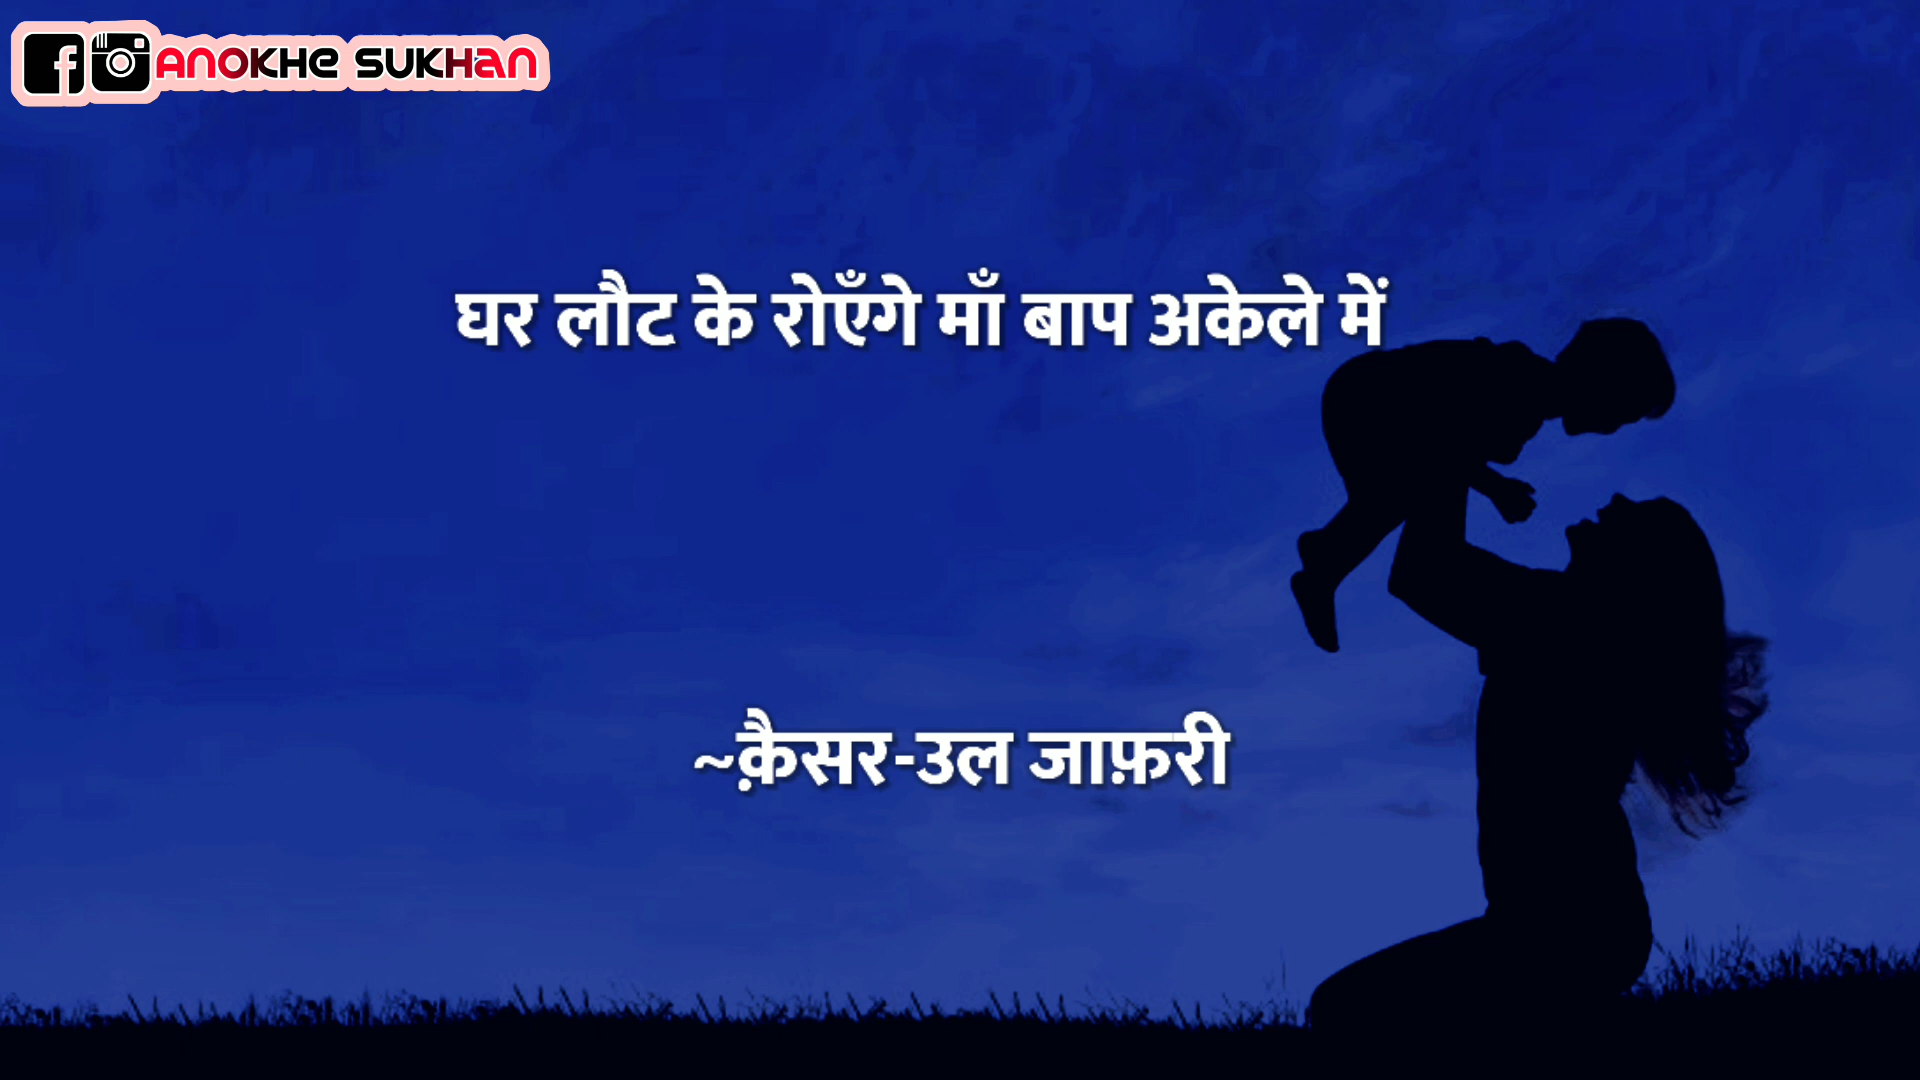 ANOKHE SUKHAN
घर लौट के रोएँगे माँ बाप अकेले में
~क़ैसर-उल जाफ़री